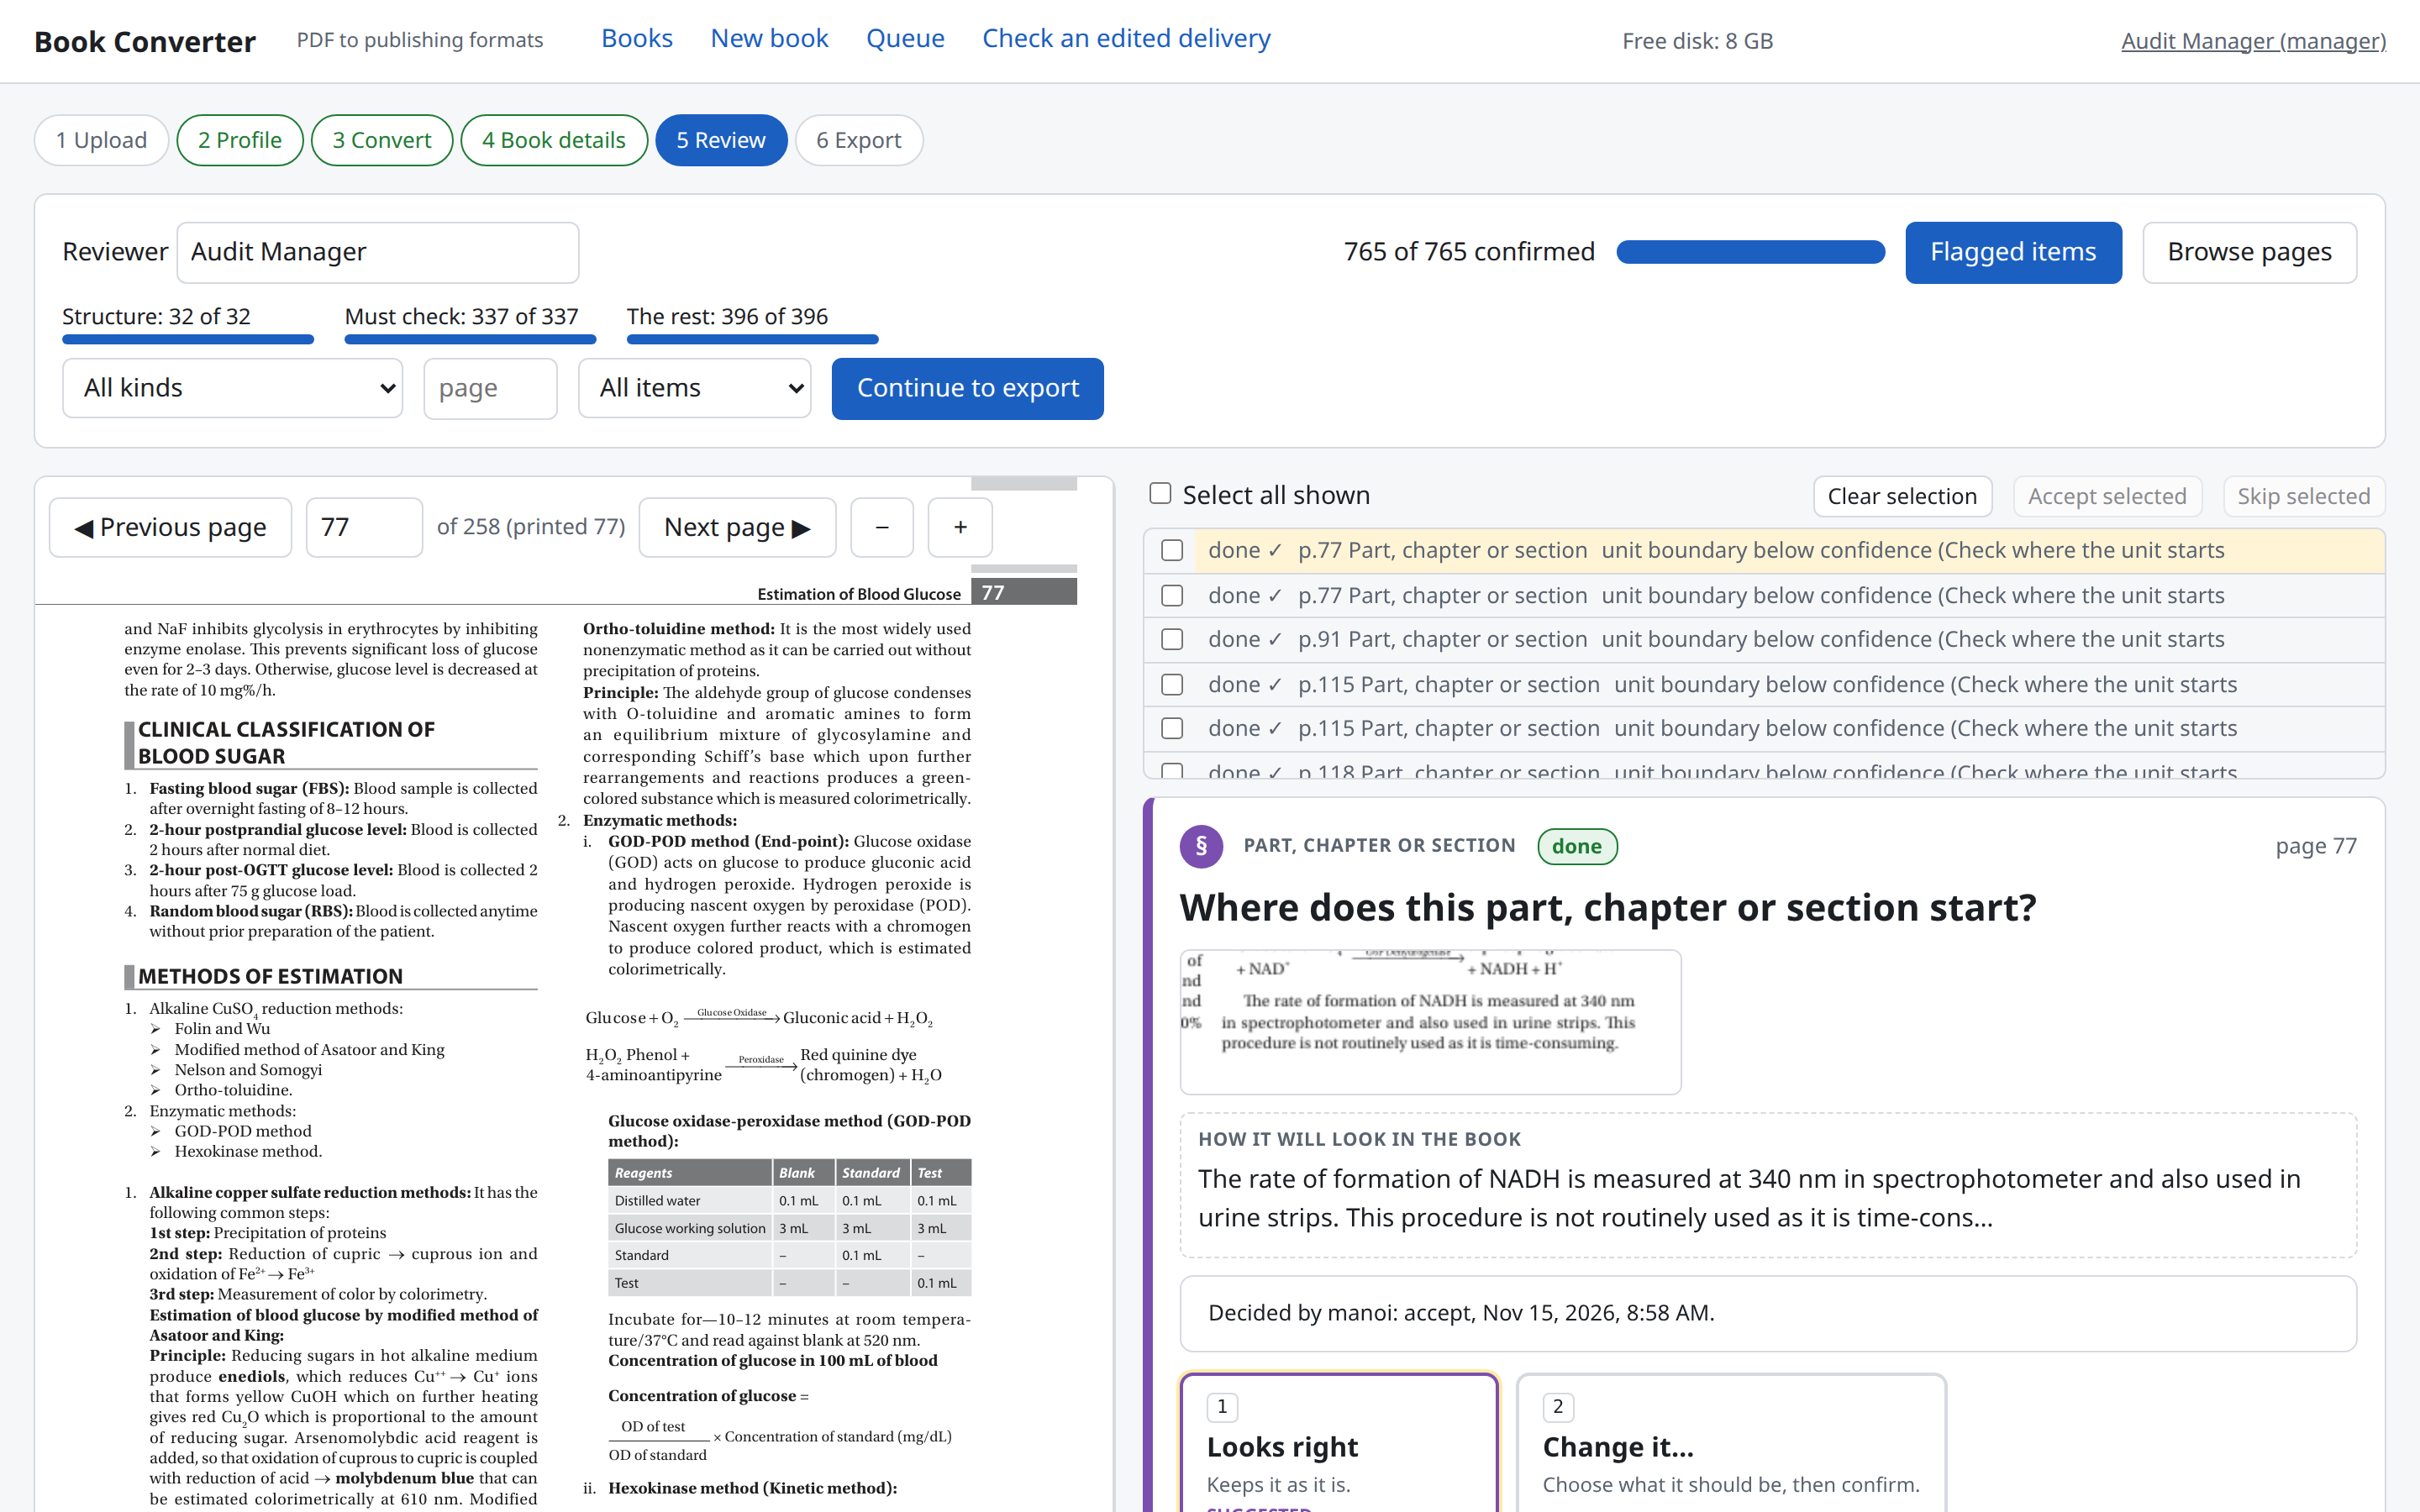 Book Converter PDF to publishing formats Books New book Queue Check an edited delivery Free disk: 8 GB Audit Manager (manager)
1 Upload 2 Profile 3 Convert 4 Book details 5 Review 6 Export
Reviewer Audit Manager 765 of 765 confirmed Flagged items Browse pages
Structure: 32 of 32 Must check: 337 of 337 The rest: 396 of 396
All kinds page All items Continue to export
◀ Previous page 77 of 258 (printed 77) Next page ▶ − +
Estimation of Blood Glucose 77
and NaF inhibits glycolysis in erythrocytes by inhibiting
enzyme enolase. This prevents significant loss of glucose
even for 2–3 days. Otherwise, glucose level is decreased at
the rate of 10 mg%/h.
CLINICAL CLASSIFICATION OF
BLOOD SUGAR
1. Fasting blood sugar (FBS): Blood sample is collected
after overnight fasting of 8–12 hours.
2. 2-hour postprandial glucose level: Blood is collected
2 hours after normal diet.
3. 2-hour post-OGTT glucose level: Blood is collected 2
hours after 75 g glucose load.
4. Random blood sugar (RBS): Blood is collected anytime
without prior preparation of the patient.
METHODS OF ESTIMATION
1. Alkaline CuSO₄ reduction methods:
➢ Folin and Wu
➢ Modified method of Asatoor and King
➢ Nelson and Somogyi
➢ Ortho-toluidine.
2. Enzymatic methods:
➢ GOD-POD method
➢ Hexokinase method.
1. Alkaline copper sulfate reduction methods: It has the
following common steps:
1st step: Precipitation of proteins
2nd step: Reduction of cupric → cuprous ion and
oxidation of Fe²⁺ → Fe³⁺
3rd step: Measurement of color by colorimetry.
Estimation of blood glucose by modified method of
Asatoor and King:
Principle: Reducing sugars in hot alkaline medium
produce enediols, which reduces Cu⁺⁺ → Cu⁺ ions
that forms yellow CuOH which on further heating
gives red Cu₂O which is proportional to the amount
of reducing sugar. Arsenomolybdic acid reagent is
added, so that oxidation of cuprous to cupric is coupled
with reduction of acid → molybdenum blue that can
be estimated colorimetrically at 610 nm. Modified
Ortho-toluidine method: It is the most widely used
nonenzymatic method as it can be carried out without
precipitation of proteins.
Principle: The aldehyde group of glucose condenses
with O-toluidine and aromatic amines to form
an equilibrium mixture of glycosylamine and
corresponding Schiff’s base which upon further
rearrangements and reactions produces a green-
colored substance which is measured colorimetrically.
2. Enzymatic methods:
i. GOD-POD method (End-point): Glucose oxidase
(GOD) acts on glucose to produce gluconic acid
and hydrogen peroxide. Hydrogen peroxide is
producing nascent oxygen by peroxidase (POD).
Nascent oxygen further reacts with a chromogen
to produce colored product, which is estimated
colorimetrically.
Glucose + O₂ Glucose Oxidase → Gluconic acid + H₂O₂
H₂O₂ Phenol + Peroxidase → Red quinine dye
4-aminoantipyrine (chromogen) + H₂O
Glucose oxidase-peroxidase method (GOD-POD
method):
Reagents Blank Standard Test
Distilled water 0.1 mL 0.1 mL 0.1 mL
Glucose working solution 3 mL 3 mL 3 mL
Standard – 0.1 mL –
Test – – 0.1 mL
Incubate for—10–12 minutes at room tempera-
ture/37°C and read against blank at 520 nm.
Concentration of glucose in 100 mL of blood
Concentration of glucose =
OD of test
× Concentration of standard (mg/dL)
OD of standard
ii. Hexokinase method (Kinetic method):
Select all shown Clear selection Accept selected Skip selected
done ✓ p.77 Part, chapter or section unit boundary below confidence (Check where the unit starts
done ✓ p.77 Part, chapter or section unit boundary below confidence (Check where the unit starts
done ✓ p.91 Part, chapter or section unit boundary below confidence (Check where the unit starts
done ✓ p.115 Part, chapter or section unit boundary below confidence (Check where the unit starts
done ✓ p.115 Part, chapter or section unit boundary below confidence (Check where the unit starts
done ✓ p.118 Part, chapter or section unit boundary below confidence (Check where the unit starts
§ PART, CHAPTER OR SECTION done page 77
Where does this part, chapter or section start?
of
+ NAD⁺ → + NADH + H⁺
nd
nd The rate of formation of NADH is measured at 340 nm
0% in spectrophotometer and also used in urine strips. This
procedure is not routinely used as it is time-consuming.
HOW IT WILL LOOK IN THE BOOK
The rate of formation of NADH is measured at 340 nm in spectrophotometer and also used in
urine strips. This procedure is not routinely used as it is time-cons...
Decided by manoi: accept, Nov 15, 2026, 8:58 AM.
1 2
Looks right Change it...
Keeps it as it is. Choose what it should be, then confirm.
SUGGESTED